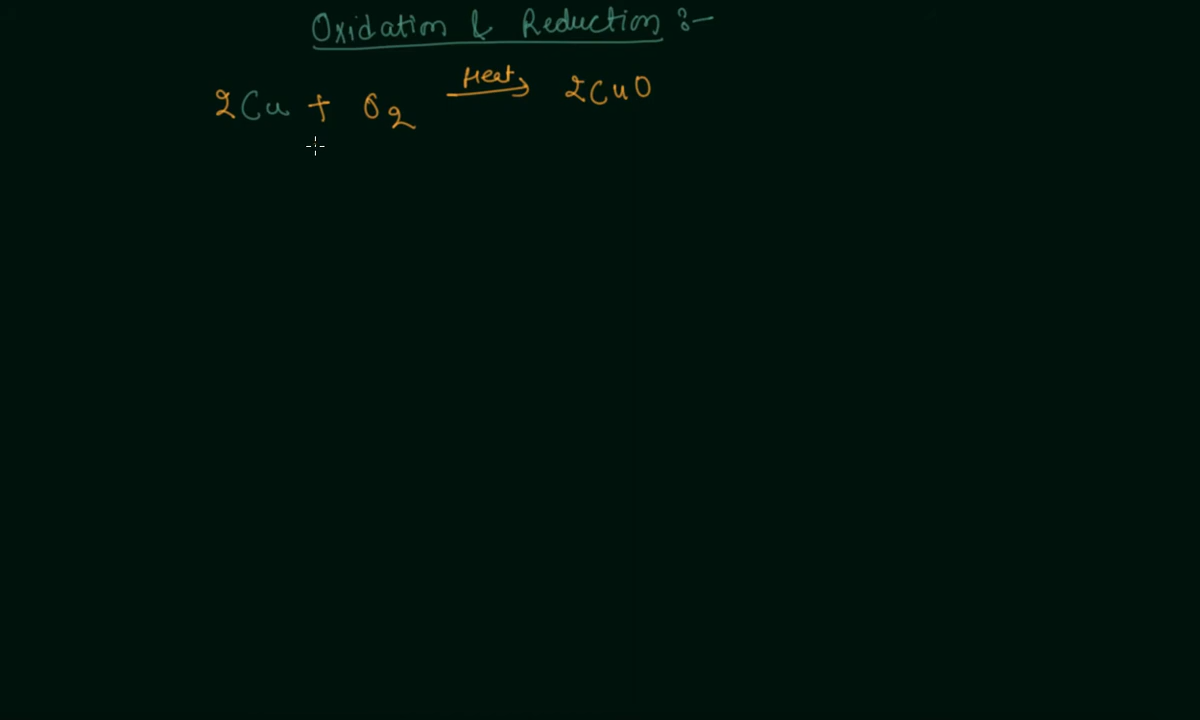 Oxidation & Reduction :-
2Cu + O2 Heat → 2CuO